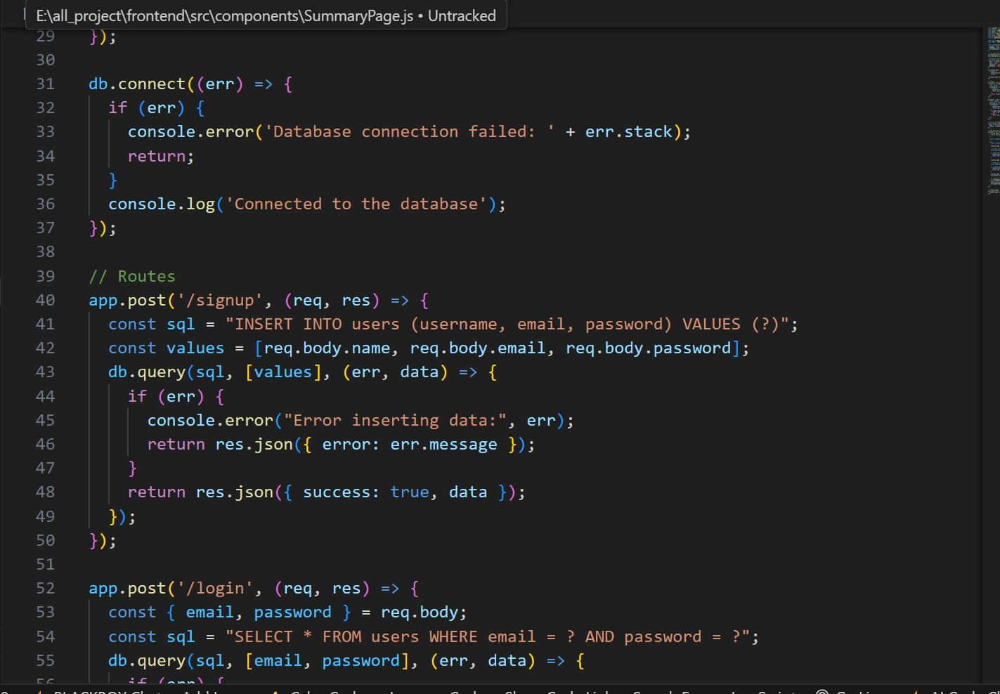 E:\all_project\frontend\src\components\SummaryPage.js • Untracked
29 });
30
31 db.connect((err) => {
32   if (err) {
33     console.error('Database connection failed: ' + err.stack);
34     return;
35   }
36   console.log('Connected to the database');
37 });
38
39 // Routes
40 app.post('/signup', (req, res) => {
41   const sql = "INSERT INTO users (username, email, password) VALUES (?)";
42   const values = [req.body.name, req.body.email, req.body.password];
43   db.query(sql, [values], (err, data) => {
44     if (err) {
45       console.error("Error inserting data:", err);
46       return res.json({ error: err.message });
47     }
48     return res.json({ success: true, data });
49   });
50 });
51
52 app.post('/login', (req, res) => {
53   const { email, password } = req.body;
54   const sql = "SELECT * FROM users WHERE email = ? AND password = ?";
55   db.query(sql, [email, password], (err, data) => {
56     if (err) {